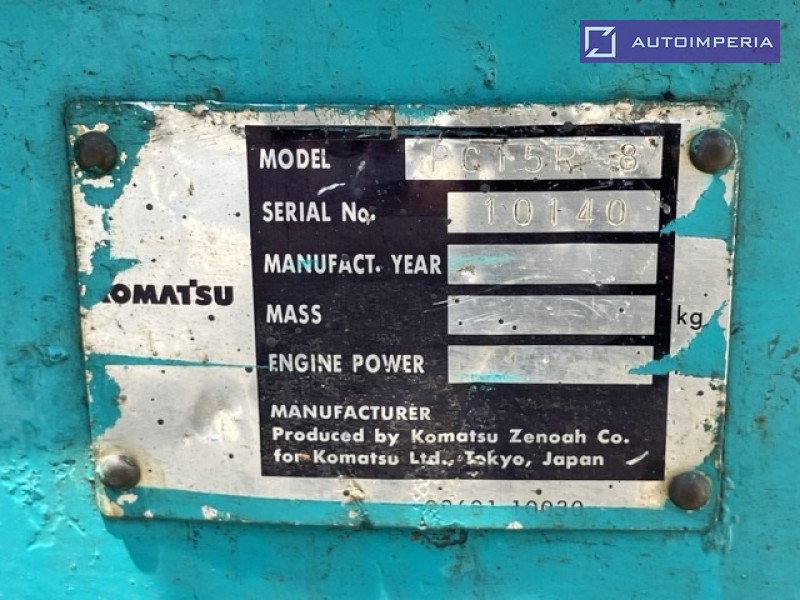 AUTOIMPERIA
MODEL PC15R 8
SERIAL No. 10140
MANUFACT. YEAR
KOMATSU
MASS kg
ENGINE POWER
MANUFACTURER
Produced by Komatsu Zenoah Co.
for Komatsu Ltd., Tokyo, Japan